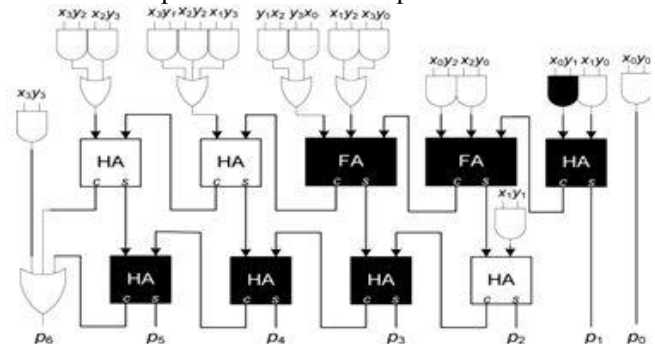 x₃y₂ x₂y₃ x₃y₁ x₂y₂ x₁y₃ y₁x₂ y₃x₀ x₁y₂ x₃y₀
x₀y₂ x₂y₀ x₀y₁ x₁y₀ x₀y₀
x₃y₃
HA HA FA FA HA
c s c s c s c s c s
x₁y₁
HA HA HA HA
c s c s c s c s
p₆ p₅ p₄ p₃ p₂ p₁ p₀